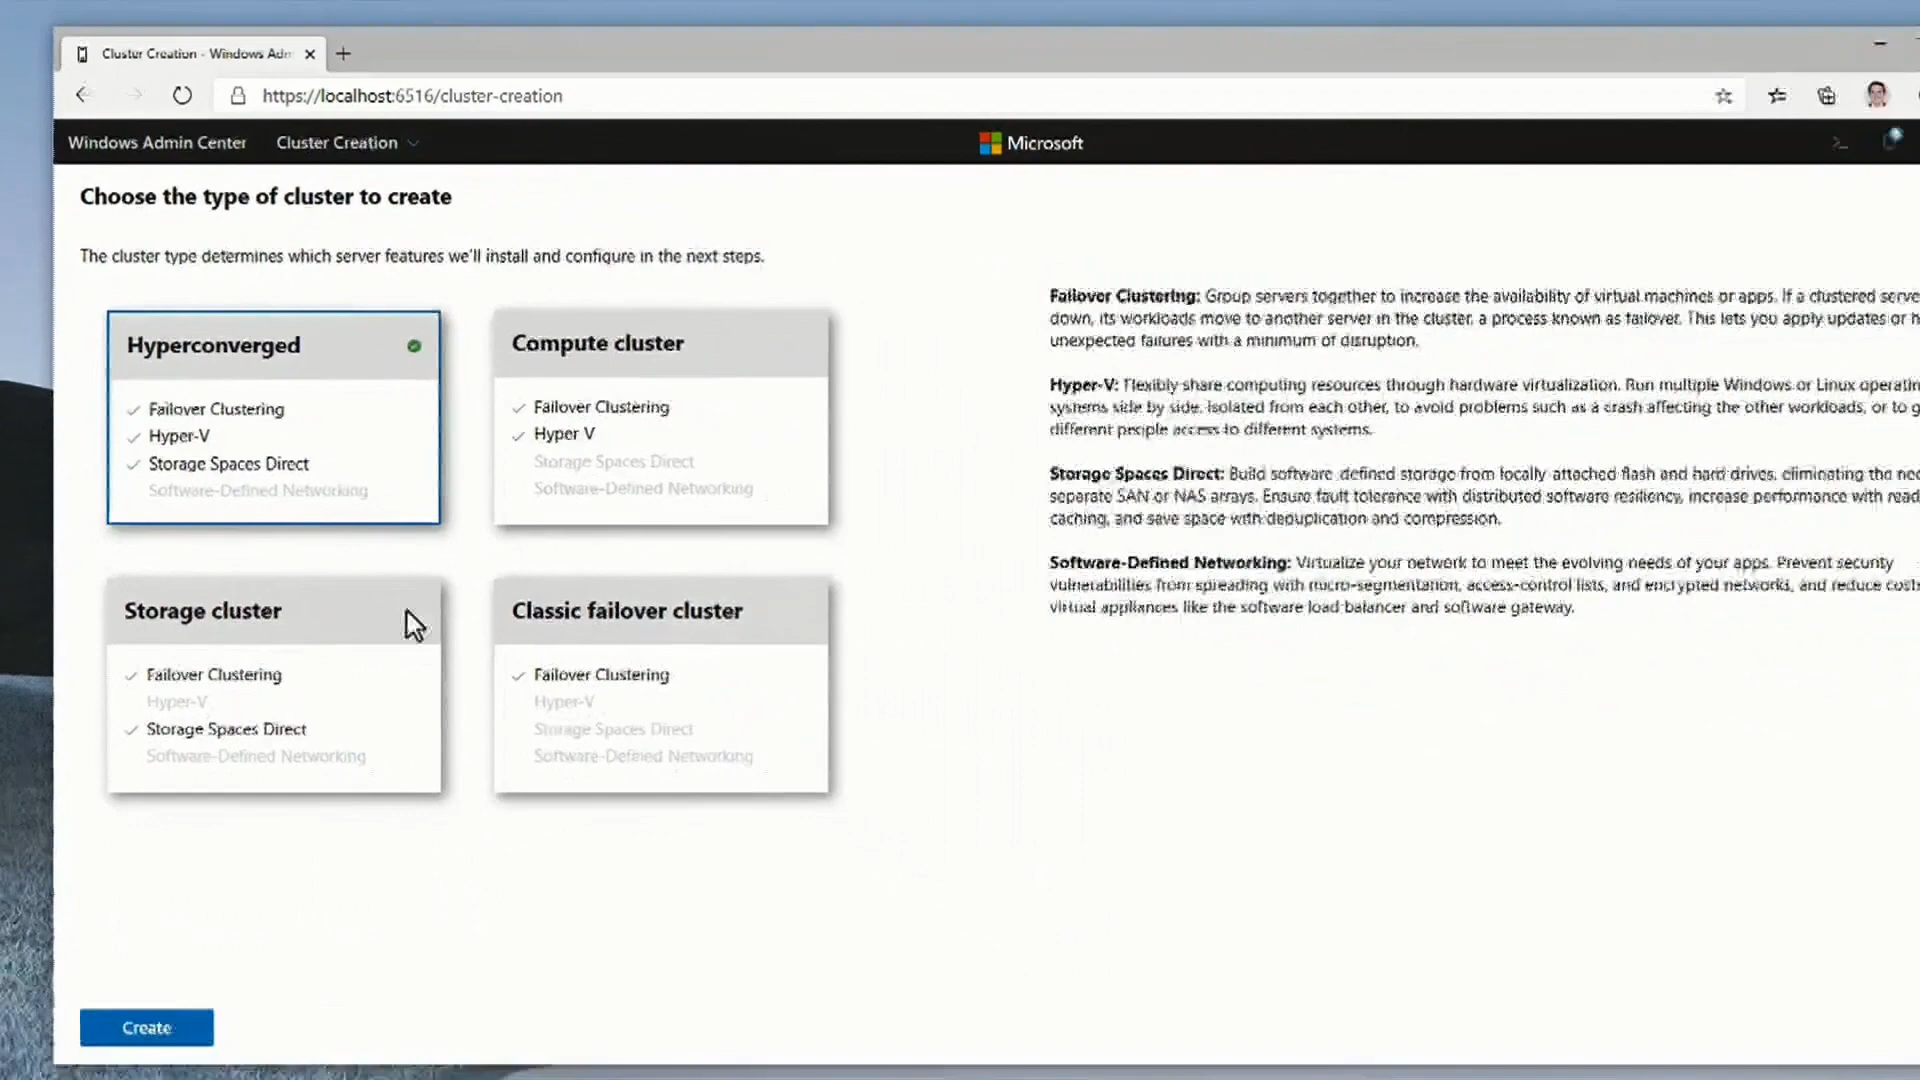 Cluster Creation - Windows Adm
https://localhost:6516/cluster-creation
Windows Admin Center Cluster Creation
Microsoft
Choose the type of cluster to create
The cluster type determines which server features we'll install and configure in the next steps.
Hyperconverged
Failover Clustering
Hyper-V
Storage Spaces Direct
Software-Defined Networking
Compute cluster
Failover Clustering
Hyper V
Storage Spaces Direct
Software-Defined Networking
Storage cluster
Failover Clustering
Hyper-V
Storage Spaces Direct
Software-Defined Networking
Classic failover cluster
Failover Clustering
Hyper-V
Storage Spaces Direct
Software-Defined Networking
Failover Clustering: Group servers together to increase the availability of virtual machines or apps. If a clustered serve
down, its workloads move to another server in the cluster, a process known as failover. This lets you apply updates or h
unexpected failures with a minimum of disruption.
Hyper-V: Flexibly share computing resources through hardware virtualization. Run multiple Windows or Linux operatin
systems side by side, isolated from each other, to avoid problems such as a crash affecting the other workloads, or to g
different people access to different systems.
Storage Spaces Direct: Build software defined storage from locally attached flash and hard drives, eliminating the nee
separate SAN or NAS arrays. Ensure fault tolerance with distributed software resiliency, increase performance with read
caching, and save space with deduplication and compression.
Software-Defined Networking: Virtualize your network to meet the evolving needs of your apps. Prevent security
vulnerabilities from spreading with micro-segmentation, access-control lists, and encrypted networks, and reduce cost
virtual appliances like the software load balancer and software gateway.
Create